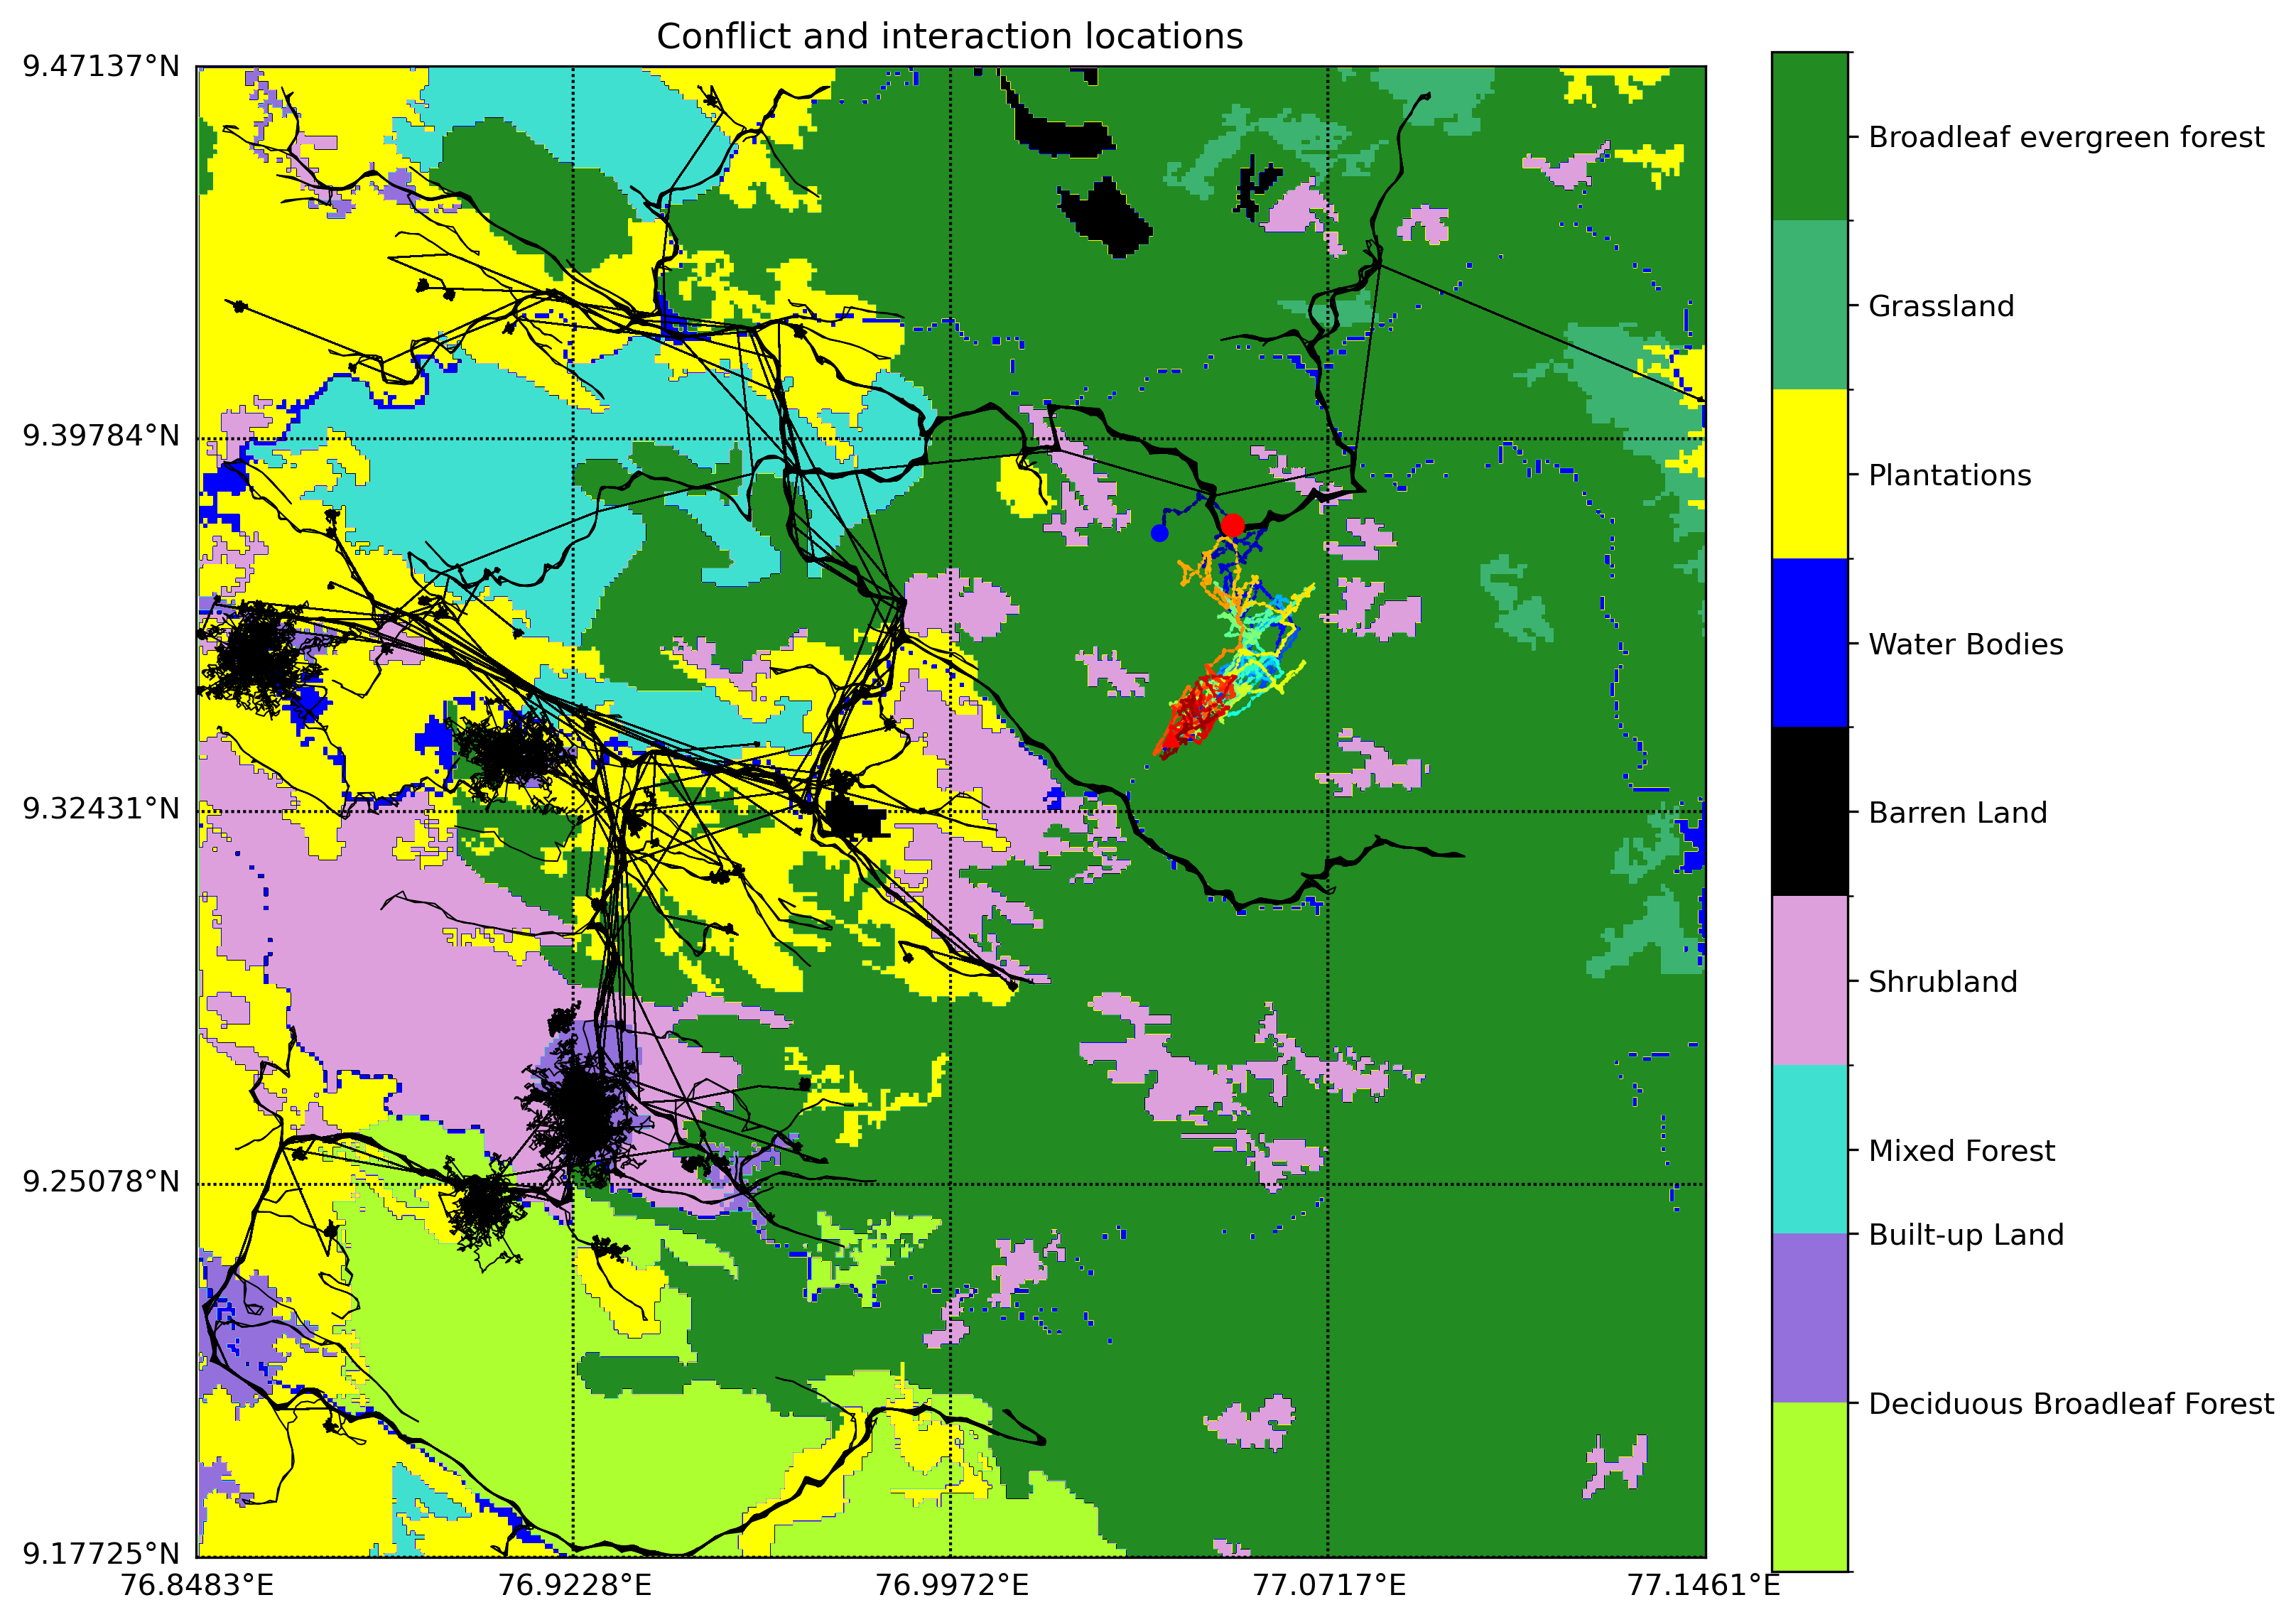 Conflict and interaction locations
9.47137°N
9.39784°N
9.32431°N
9.25078°N
9.17725°N
76.8483°E
76.9228°E
76.9972°E
77.0717°E
77.1461°E
Broadleaf evergreen forest
Grassland
Plantations
Water Bodies
Barren Land
Shrubland
Mixed Forest
Built-up Land
Deciduous Broadleaf Forest